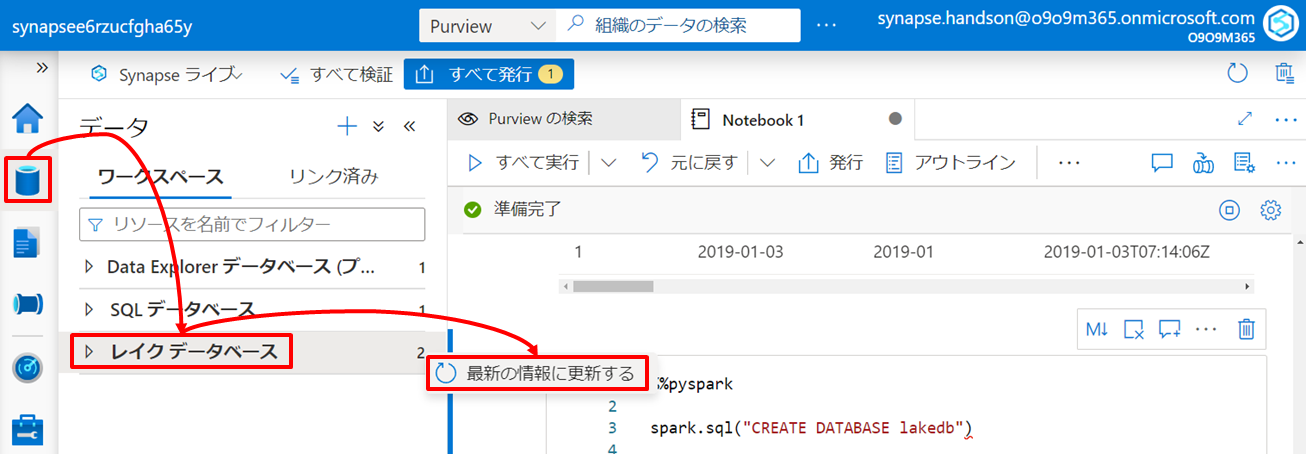 synapsee6rzucfgha65y
Purview
組織のデータの検索
synapse.handson@o9o9m365.onmicrosoft.com
O9O9M365
Synapse ライブ
すべて検証
すべて発行 1
データ
ワークスペース
リンク済み
リソースを名前でフィルター
Data Explorer データベース (プ... 1
SQL データベース 1
レイク データベース 2
最新の情報に更新する
Purview の検索
Notebook 1
すべて実行
元に戻す
発行
アウトライン
準備完了
1 2019-01-03 2019-01 2019-01-03T07:14:06Z
M↓
%%pyspark
2
3 spark.sql("CREATE DATABASE lakedb")
4